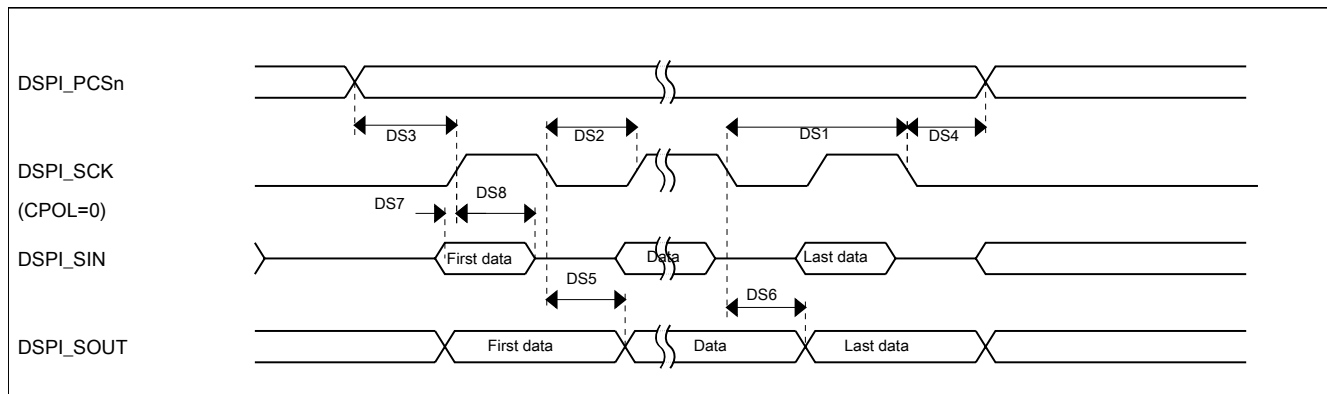 DSPI_PCSn
DS3
DS2
DS1
DS4
DSPI_SCK
(CPOL=0)
DS7
DS8
DSPI_SIN
First data
Data
Last data
DS5
DS6
DSPI_SOUT
First data
Data
Last data